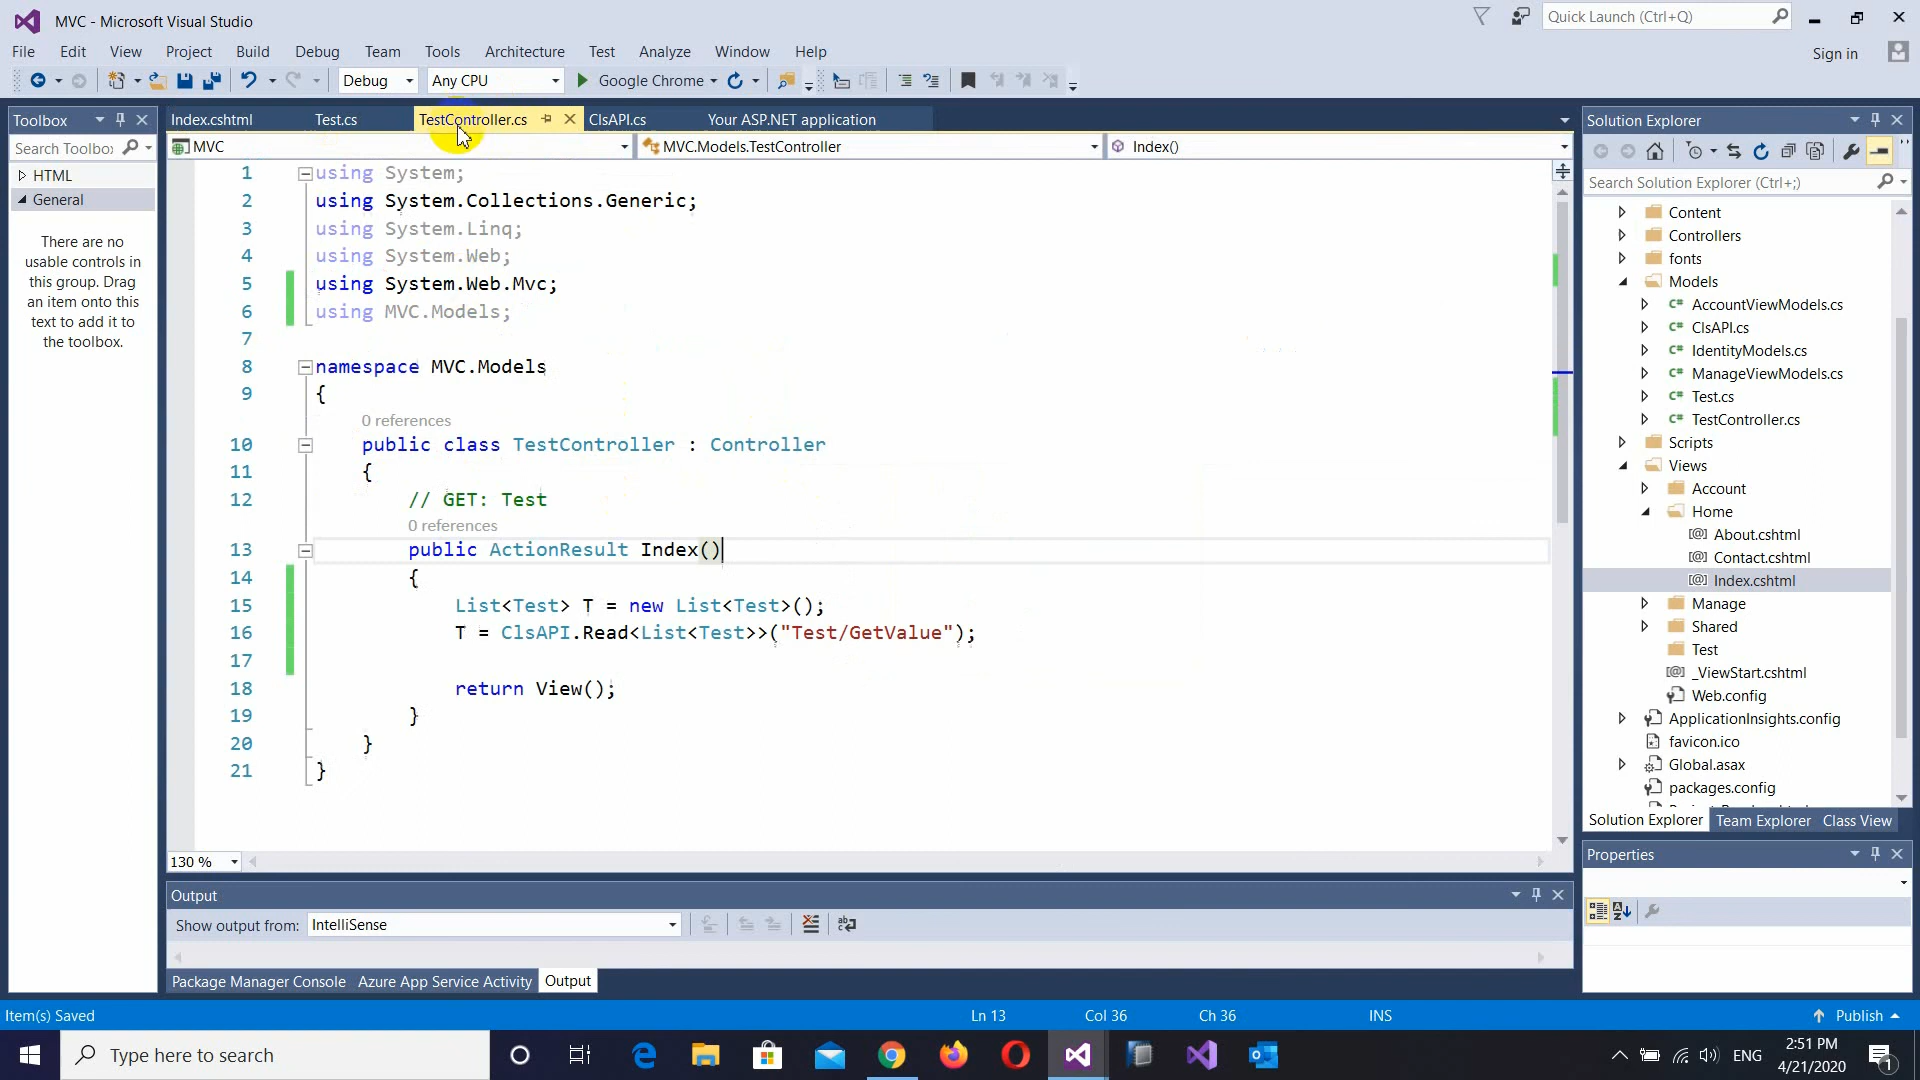 MVC - Microsoft Visual Studio
Quick Launch (Ctrl+Q)
File Edit View Project Build Debug Team Tools Architecture Test Analyze Window Help
Sign in
Debug Any CPU Google Chrome
Toolbox
Search Toolbox
HTML
General
There are no
usable controls in
this group. Drag
an item onto this
text to add it to
the toolbox.
Index.cshtml Test.cs TestController.cs ClsAPI.cs Your ASP.NET application
MVC MVC.Models.TestController Index()
1 using System;
2 using System.Collections.Generic;
3 using System.Linq;
4 using System.Web;
5 using System.Web.Mvc;
6 using MVC.Models;
7
8 namespace MVC.Models
9 {
0 references
10 public class TestController : Controller
11 {
12 // GET: Test
0 references
13 public ActionResult Index()
14 {
15 List<Test> T = new List<Test>();
16 T = ClsAPI.Read<List<Test>>("Test/GetValue");
17
18 return View();
19 }
20 }
21 }
130 %
Output
Show output from: IntelliSense
Package Manager Console Azure App Service Activity Output
Solution Explorer
Search Solution Explorer (Ctrl+;)
Content
Controllers
fonts
Models
C# AccountViewModels.cs
C# ClsAPI.cs
C# IdentityModels.cs
C# ManageViewModels.cs
C# Test.cs
C# TestController.cs
Scripts
Views
Account
Home
[@] About.cshtml
[@] Contact.cshtml
[@] Index.cshtml
Manage
Shared
Test
[@] _ViewStart.cshtml
Web.config
ApplicationInsights.config
favicon.ico
Global.asax
packages.config
Solution Explorer Team Explorer Class View
Properties
Item(s) Saved Ln 13 Col 36 Ch 36 INS Publish
Type here to search
ENG
2:51 PM
4/21/2020
1